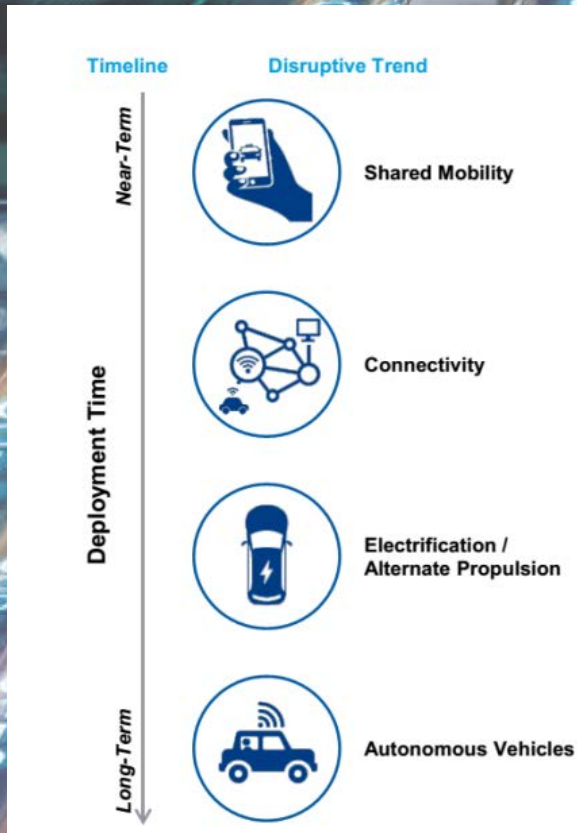 Timeline
Disruptive Trend
Near-Term
Shared Mobility
Connectivity
Deployment Time
Electrification /
Alternate Propulsion
Long-Term
Autonomous Vehicles